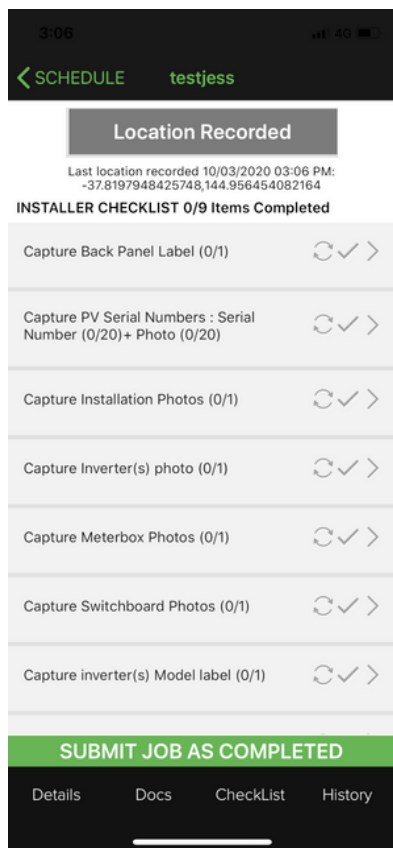 3:06 4G
SCHEDULE testjess
Location Recorded
Last location recorded 10/03/2020 03:06 PM:
-37.8197948425748,144.956454082164
INSTALLER CHECKLIST 0/9 Items Completed
Capture Back Panel Label (0/1)
Capture PV Serial Numbers : Serial
Number (0/20)+ Photo (0/20)
Capture Installation Photos (0/1)
Capture Inverter(s) photo (0/1)
Capture Meterbox Photos (0/1)
Capture Switchboard Photos (0/1)
Capture inverter(s) Model label (0/1)
SUBMIT JOB AS COMPLETED
Details Docs CheckList History